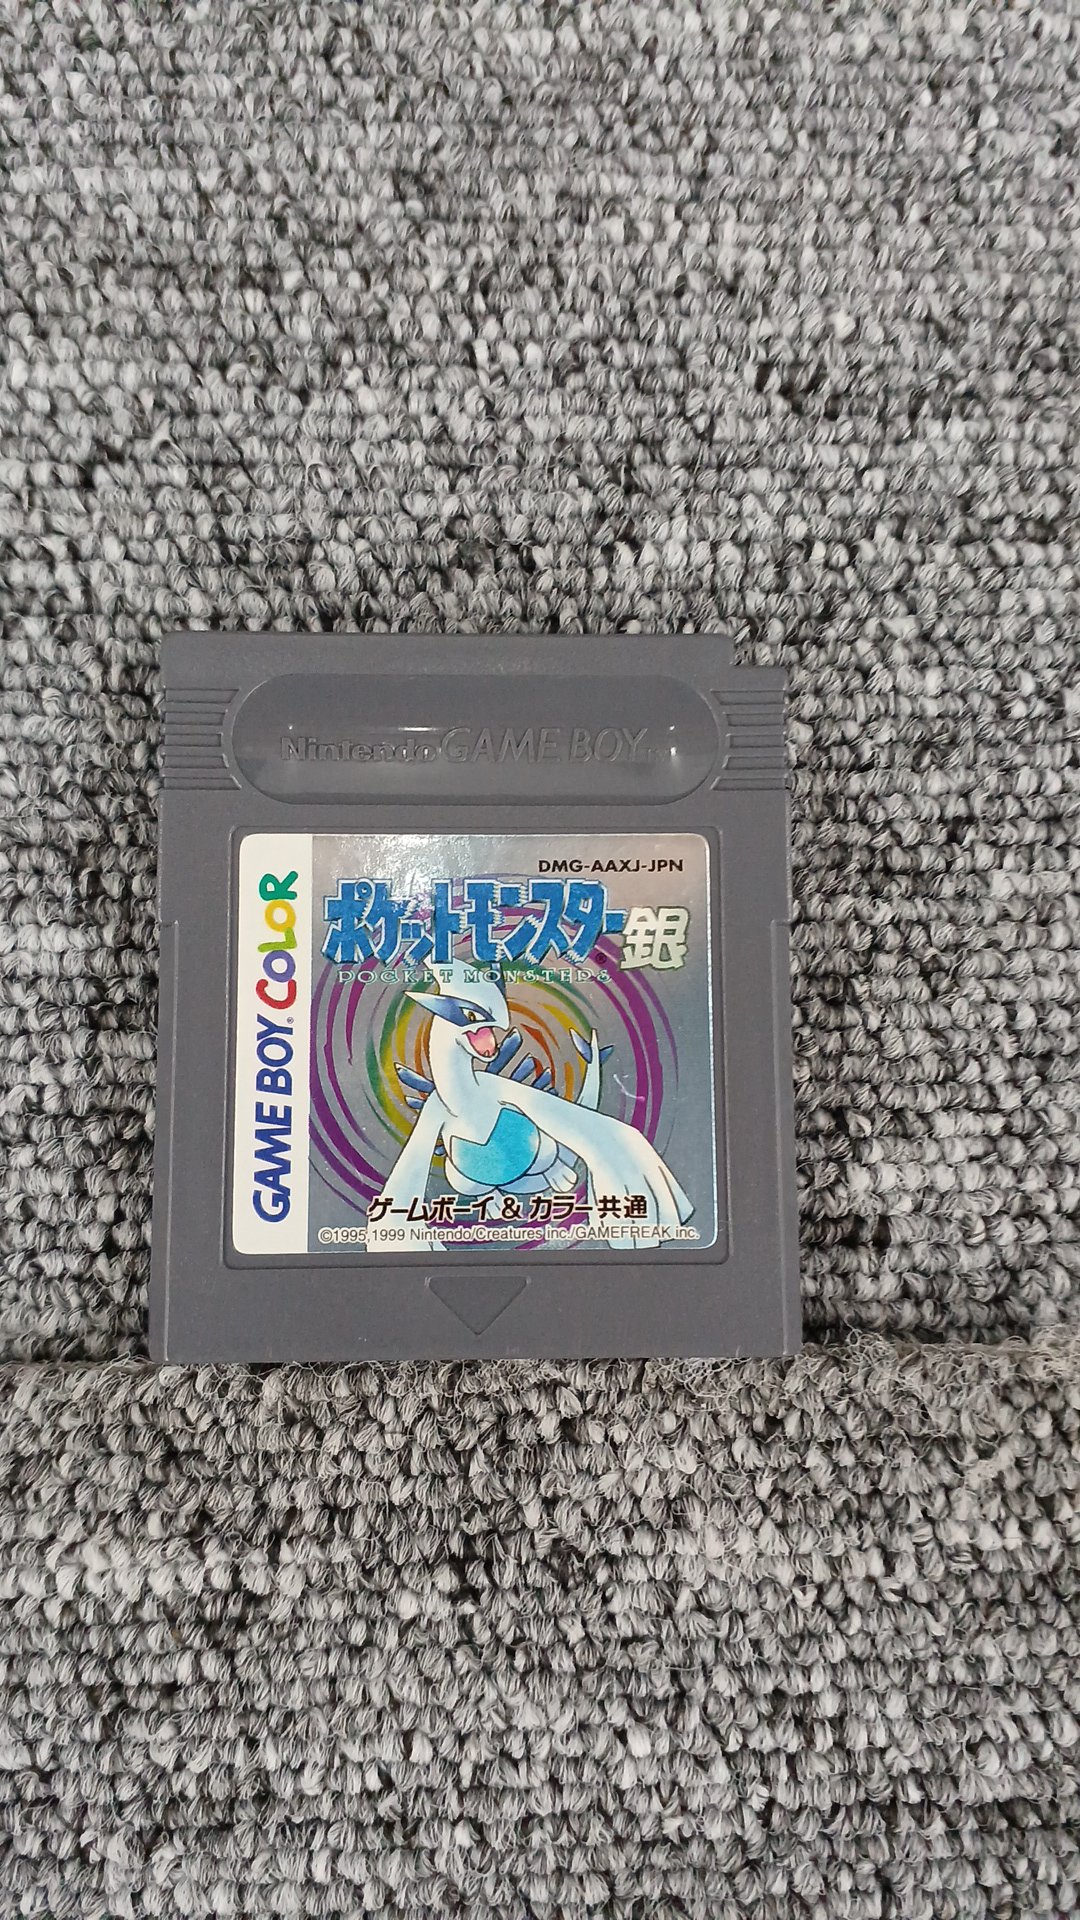 Nintendo GAME BOY TM
GAME BOY® COLOR
DMG-AAXJ-JPN
ポケットモンスター® 銀
POCKET MONSTERS
ゲームボーイ & カラー共通
©1995,1999 Nintendo/Creatures inc./GAMEFREAK inc.